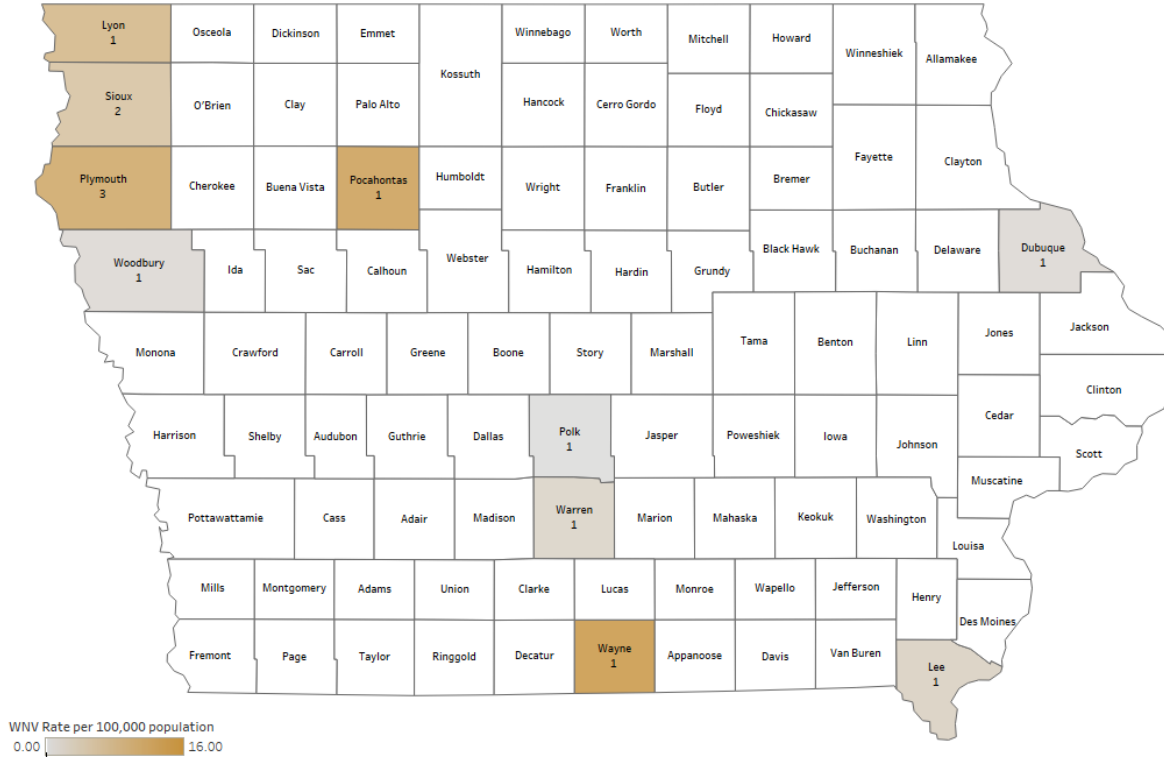 Lyon
1
Osceola
Dickinson
Emmet
Winnebago
Worth
Mitchell
Howard
Winneshiek
Allamakee
Kossuth
Sioux
2
O'Brien
Clay
Palo Alto
Hancock
Cerro Gordo
Floyd
Chickasaw
Fayette
Clayton
Plymouth
3
Cherokee
Buena Vista
Pocahontas
1
Humboldt
Wright
Franklin
Butler
Bremer
Woodbury
1
Ida
Sac
Calhoun
Webster
Hamilton
Hardin
Grundy
Black Hawk
Buchanan
Delaware
Dubuque
1
Monona
Crawford
Carroll
Greene
Boone
Story
Marshall
Tama
Benton
Linn
Jones
Jackson
Clinton
Harrison
Shelby
Audubon
Guthrie
Dallas
Polk
1
Jasper
Poweshiek
Iowa
Johnson
Cedar
Scott
Muscatine
Pottawattamie
Cass
Adair
Madison
Warren
1
Marion
Mahaska
Keokuk
Washington
Louisa
Mills
Montgomery
Adams
Union
Clarke
Lucas
Monroe
Wapello
Jefferson
Henry
Des Moines
Fremont
Page
Taylor
Ringgold
Decatur
Wayne
1
Appanoose
Davis
Van Buren
Lee
1
WNV Rate per 100,000 population
0.00 16.00